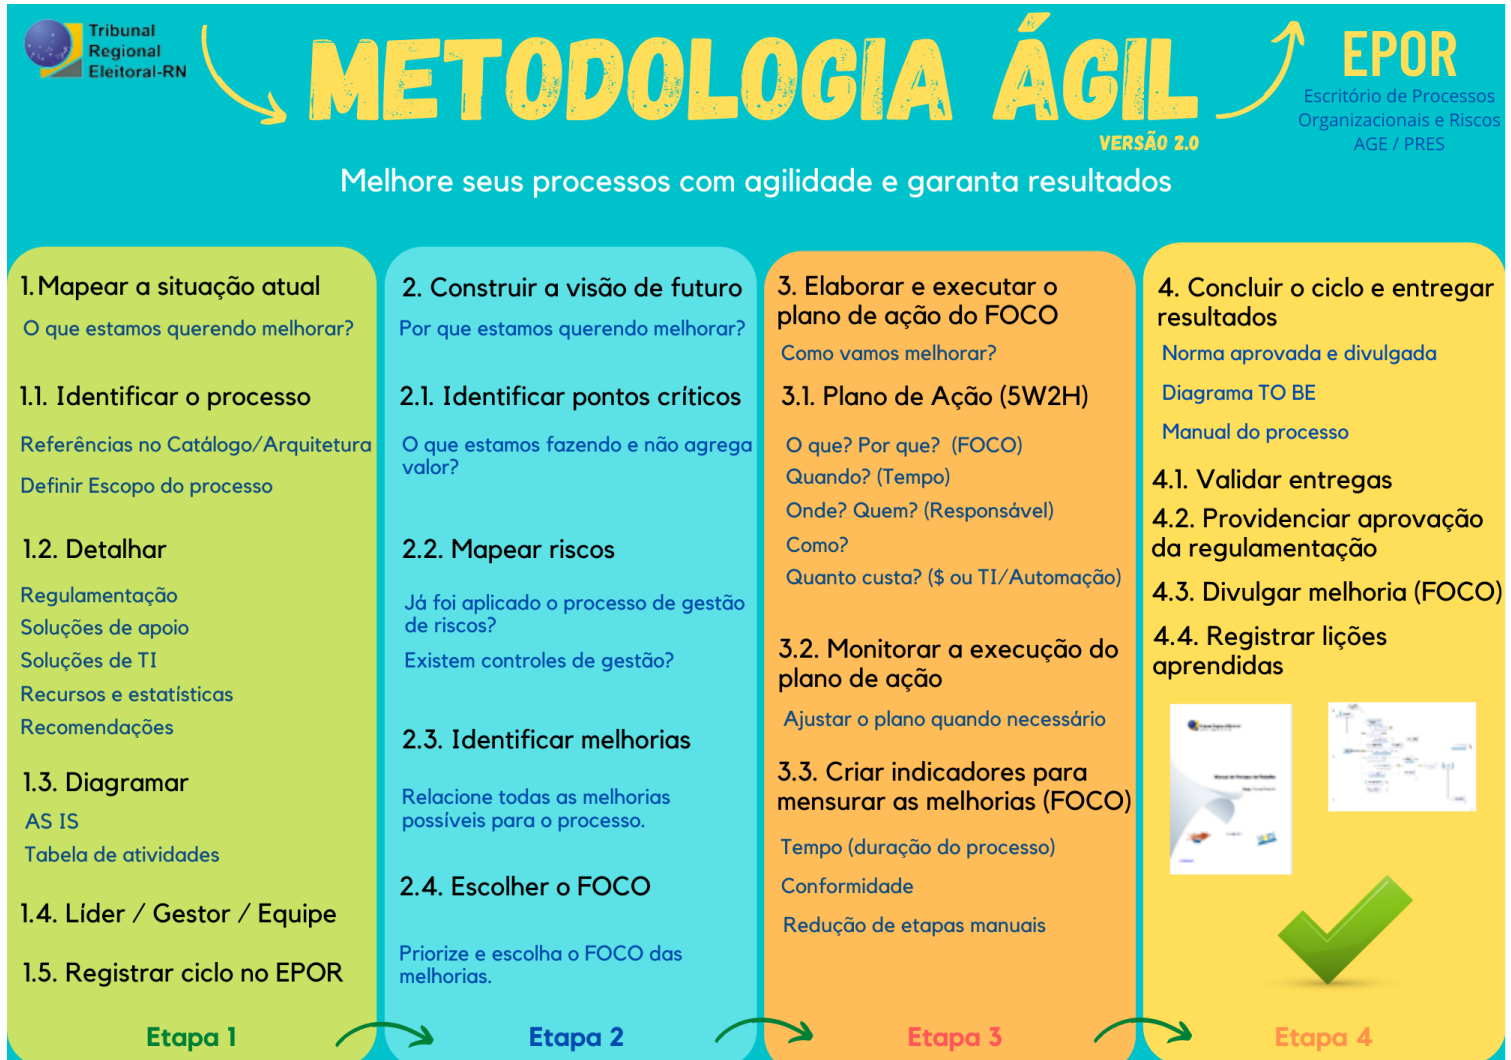 Tribunal
Regional
Eleitoral-RN
METODOLOGIA ÁGIL
VERSÃO 2.0
EPOR
Escritório de Processos
Organizacionais e Riscos
AGE / PRES
Melhore seus processos com agilidade e garanta resultados
1. Mapear a situação atual
O que estamos querendo melhorar?
1.1. Identificar o processo
Referências no Catálogo/Arquitetura
Definir Escopo do processo
1.2. Detalhar
Regulamentação
Soluções de apoio
Soluções de TI
Recursos e estatísticas
Recomendações
1.3. Diagramar
AS IS
Tabela de atividades
1.4. Líder / Gestor / Equipe
1.5. Registrar ciclo no EPOR
Etapa 1
2. Construir a visão de futuro
Por que estamos querendo melhorar?
2.1. Identificar pontos críticos
O que estamos fazendo e não agrega
valor?
2.2. Mapear riscos
Já foi aplicado o processo de gestão
de riscos?
Existem controles de gestão?
2.3. Identificar melhorias
Relacione todas as melhorias
possíveis para o processo.
2.4. Escolher o FOCO
Priorize e escolha o FOCO das
melhorias.
Etapa 2
3. Elaborar e executar o
plano de ação do FOCO
Como vamos melhorar?
3.1. Plano de Ação (5W2H)
O que? Por que? (FOCO)
Quando? (Tempo)
Onde? Quem? (Responsável)
Como?
Quanto custa? ($ ou TI/Automação)
3.2. Monitorar a execução do
plano de ação
Ajustar o plano quando necessário
3.3. Criar indicadores para
mensurar as melhorias (FOCO)
Tempo (duração do processo)
Conformidade
Redução de etapas manuais
Etapa 3
4. Concluir o ciclo e entregar
resultados
Norma aprovada e divulgada
Diagrama TO BE
Manual do processo
4.1. Validar entregas
4.2. Providenciar aprovação
da regulamentação
4.3. Divulgar melhoria (FOCO)
4.4. Registrar lições
aprendidas
Etapa 4